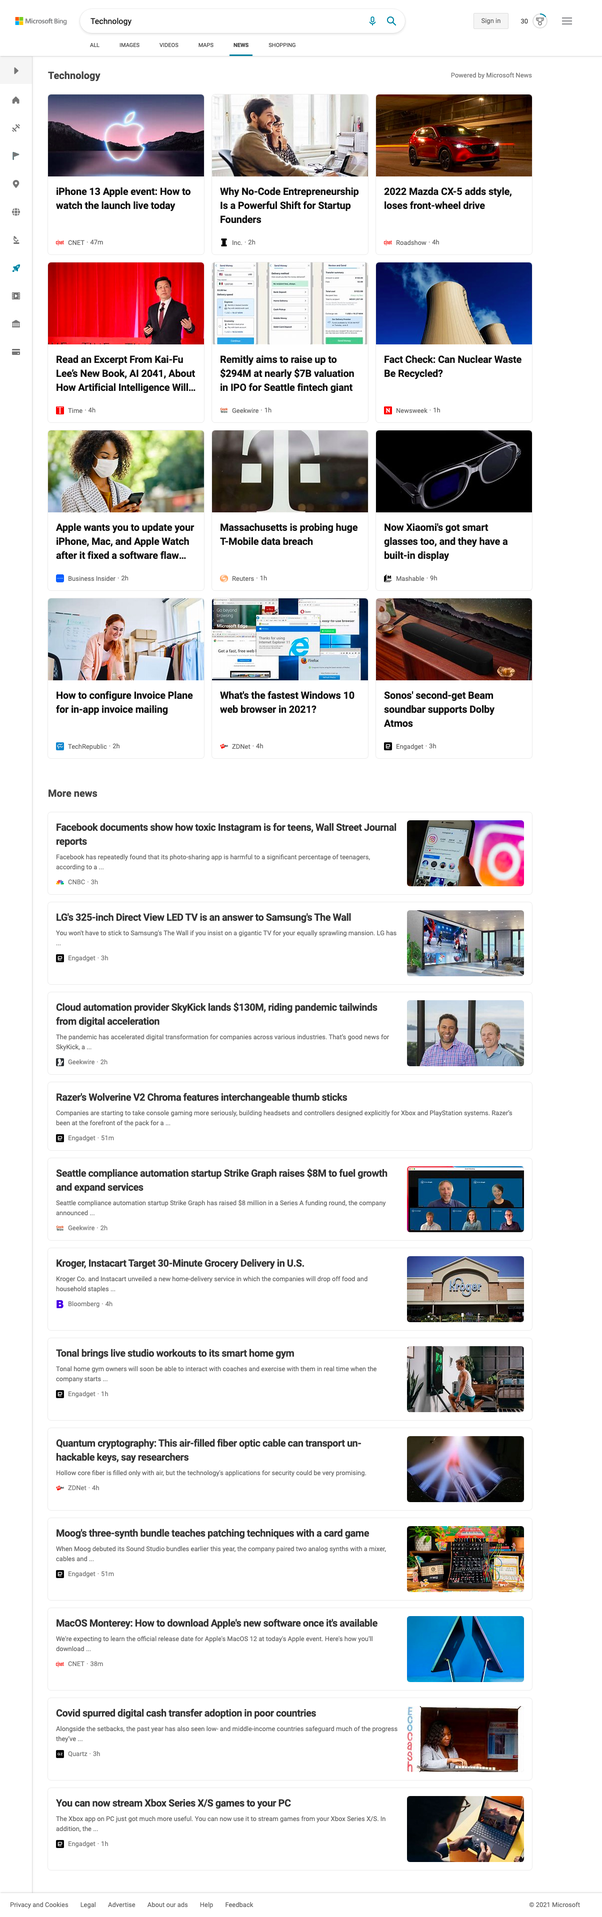 Microsoft Bing
Technology
Sign in
30
ALL
IMAGES
VIDEOS
MAPS
NEWS
SHOPPING
Technology
Powered by Microsoft News
iPhone 13 Apple event: How to
watch the launch live today
CNET · 47m
Why No-Code Entrepreneurship
Is a Powerful Shift for Startup
Founders
Inc. · 2h
2022 Mazda CX-5 adds style,
loses front-wheel drive
Roadshow · 4h
Read an Excerpt From Kai-Fu
Lee's New Book, AI 2041, About
How Artificial Intelligence Will...
Time · 4h
Remitly aims to raise up to
$294M at nearly $7B valuation
in IPO for Seattle fintech giant
Geekwire · 1h
Fact Check: Can Nuclear Waste
Be Recycled?
Newsweek · 1h
Apple wants you to update your
iPhone, Mac, and Apple Watch
after it fixed a software flaw...
Business Insider · 2h
Massachusetts is probing huge
T-Mobile data breach
Reuters · 1h
Now Xiaomi's got smart
glasses too, and they have a
built-in display
Mashable · 9h
How to configure Invoice Plane
for in-app invoice mailing
TechRepublic · 2h
What's the fastest Windows 10
web browser in 2021?
ZDNet · 4h
Sonos' second-get Beam
soundbar supports Dolby
Atmos
Engadget · 3h
More news
Facebook documents show how toxic Instagram is for teens, Wall Street Journal
reports
Facebook has repeatedly found that its photo-sharing app is harmful to a significant percentage of teenagers,
according to a ...
CNBC · 3h
LG's 325-inch Direct View LED TV is an answer to Samsung's The Wall
You won't have to stick to Samsung's The Wall if you insist on a gigantic TV for your equally sprawling mansion. LG has
...
Engadget · 3h
Cloud automation provider SkyKick lands $130M, riding pandemic tailwinds
from digital acceleration
The pandemic has accelerated digital transformation for companies across various industries. That's good news for
SkyKick, a ...
Geekwire · 2h
Razer's Wolverine V2 Chroma features interchangeable thumb sticks
Companies are starting to take console gaming more seriously, building headsets and controllers designed explicitly for Xbox and PlayStation systems. Razer's
been at the forefront of the pack for a ...
Engadget · 51m
Seattle compliance automation startup Strike Graph raises $8M to fuel growth
and expand services
Seattle compliance automation startup Strike Graph has raised $8 million in a Series A funding round, the company
announced ...
Geekwire · 2h
Kroger, Instacart Target 30-Minute Grocery Delivery in U.S.
Kroger Co. and Instacart unveiled a new home-delivery service in which the companies will drop off food and
household staples ...
Bloomberg · 4h
Kroger
Tonal brings live studio workouts to its smart home gym
Tonal home gym owners will soon be able to interact with coaches and exercise with them in real time when the
company starts ...
Engadget · 1h
Quantum cryptography: This air-filled fiber optic cable can transport un-
hackable keys, say researchers
Hollow core fiber is filled only with air, but the technology's applications for security could be very promising.
ZDNet · 4h
Moog's three-synth bundle teaches patching techniques with a card game
When Moog debuted its Sound Studio bundles earlier this year, the company paired two analog synths with a mixer,
cables and ...
Engadget · 51m
MacOS Monterey: How to download Apple's new software once it's available
We're expecting to learn the official release date for Apple's MacOS 12 at today's Apple event. Here's how you'll
download ...
CNET · 38m
Covid spurred digital cash transfer adoption in poor countries
Alongside the setbacks, the past year has also seen low- and middle-income countries safeguard much of the progress
they've ...
Quartz · 3h
Ecocash
You can now stream Xbox Series X/S games to your PC
The Xbox app on PC just got much more useful. You can now use it to stream games from your Xbox Series X/S. In
addition, the ...
Engadget · 1h
Privacy and Cookies
Legal
Advertise
About our ads
Help
Feedback
© 2021 Microsoft